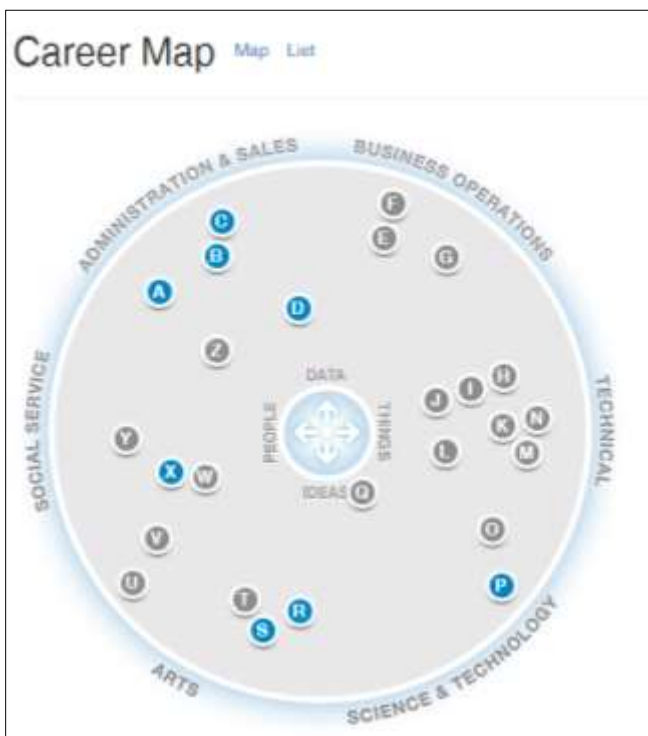 Career Map Map List
ADMINISTRATION & SALES
BUSINESS OPERATIONS
F
C
E
B
G
A
D
Z
DATA
H
I
J
SOCIAL SERVICE
TECHNICAL
PEOPLE
THINGS
N
K
Y
L
M
X
W
IDEAS
Q
O
V
U
P
T
R
S
ARTS
SCIENCE & TECHNOLOGY